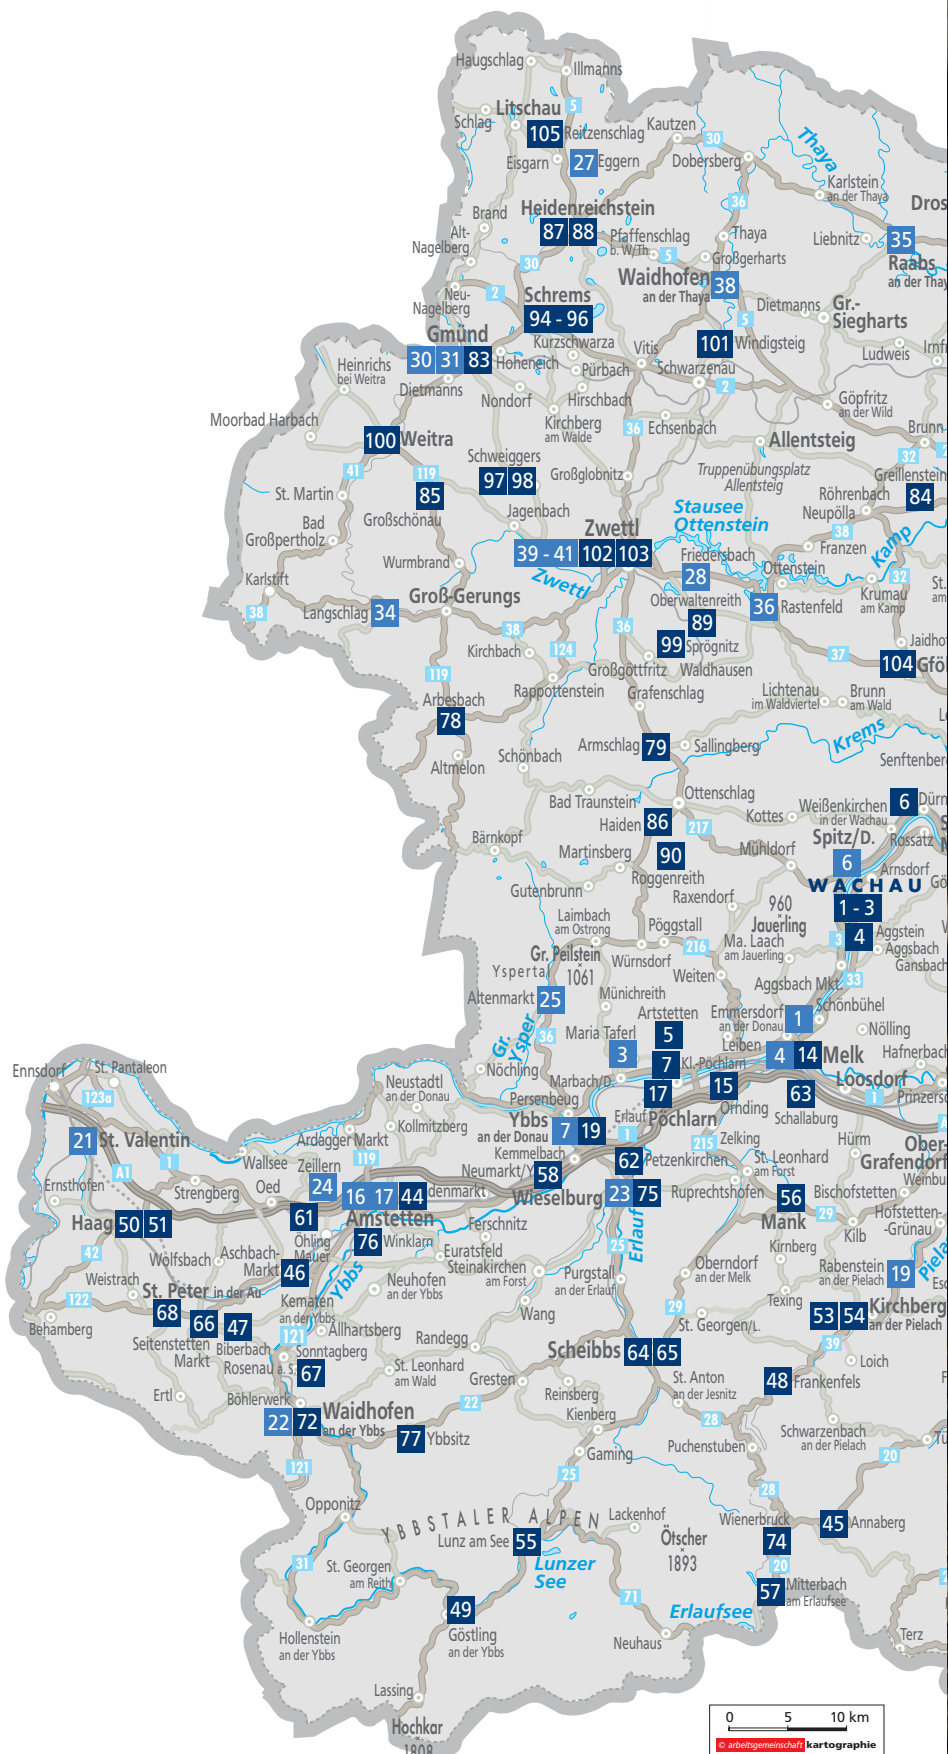 Haugschlag
Illmanns
Litschau
5
Schlag
105
Reitzenschlag
Kautzen
30
Thaya
Eisgarn
27
Eggern
Dobersberg
Karlstein
an der Thaya
36
Dros
Heidenreichstein
Brand
87
88
Pfaffenschlag
b. W/Th.
Thaya
Liebnitz
35
Alt-
Nagelberg
30
5
Großgerharts
Raabs
an der Thay
Waidhofen
an der Thaya
38
Neu-
Nagelberg
2
Schrems
94 - 96
Dietmanns
Gr.-
Siegharts
5
Gmünd
Kurzschwarza
Vitis
101
Windigsteig
Ludweis
Irnfr
30
31
83
Hoheneich
Pürbach
Schwarzenau
Heinrichs
bei Weitra
Dietmanns
Nondorf
Hirschbach
2
Göpfritz
an der Wild
Moorbad Harbach
Kirchberg
am Walde
36
Echsenbach
Brunn
100
Weitra
Allentsteig
32
2
Schweiggers
41
119
97
98
Großglobnitz
Truppenübungsplatz
Allentsteig
Greillenstein
St. Martin
85
Röhrenbach
84
Großschönau
Jagenbach
Stausee
Ottenstein
Neupölla
Bad
Großpertholz
Zwettl
38
Kamp
Wurmbrand
39 - 41
102
103
Friedersbach
Franzen
Karlstift
Zwettl
28
Ottenstein
32
St.
am
38
Langschlag
34
Groß-Gerungs
Oberwaltenreith
36
Rastenfeld
Krumau
am Kamp
89
38
36
99
Sprögnitz
Jaidho
Kirchbach
124
37
104
Gfö
119
Großgöttfritz
Waldhausen
Arbesbach
Rappottenstein
Grafenschlag
Lichtenau
im Waldviertel
Brunn
am Wald
78
Krems
Altmelon
Schönbach
Armschlag
79
Sallingberg
Senftenber
Bad Traunstein
Ottenschlag
Weißenkirchen
in der Wachau
6
Dürn
Haiden
86
217
Kottes
Bärnkopf
Spitz/D.
Rossatz
Martinsberg
90
Mühldorf
6
Arnsdorf
Roggenreith
WACHAU
Gutenbrunn
Raxendorf
960
Jauerling
1 - 3
Laimbach
am Ostrong
Pöggstall
4
Aggstein
216
Ma. Laach
am Jauerling
3
Aggsbach
Gr. Peilstein
1061
Würnsdorf
Gansbach
Ysperta
Weiten
Aggsbach Mkt.
33
Altenmarkt
25
Münichreith
Artstetten
Emmersdorf
an der Donau
1
Schönbühel
Gr.
Ysper
36
Maria Taferl
5
Nölling
Leiben
3
7
Kl.-Pöchlarn
4
14
Melk
Hafnerbach
Ennsdorf
St. Pantaleon
Nöchling
Marbach/D.
15
Loosdorf
Neustadtl
an der Donau
Persenbeug
17
Ornding
63
1
Prinzers
123a
Ybbs
an der Donau
7
19
Erlauf
Pöchlarn
Schallaburg
21
St. Valentin
Ardagger Markt
Kollmitzberg
1
215
Zelking
Hürm
Ober-
Grafendorf
1
Wallsee
119
Kemmelbach
62
Petzenkirchen
St. Leonhard
am Forst
A1
Zeillern
Neumarkt/Y.
58
Ernsthofen
Strengberg
Oed
24
16
17
44
denmarkt
Wieselburg
23
75
Ruprechtshofen
56
Bischofstetten
Haag
50
51
61
Amstetten
Ferschnitz
Mank
29
Hofstetten-
-Grünau
Öhling
Mauer
76
Winklarn
Euratsfeld
25
Erlauf
Kilb
42
Wolfsbach
Aschbach-
Markt
46
Steinakirchen
am Forst
Kirnberg
Pielach
Weistrach
Ybbs
Neuhofen
an der Ybbs
Purgstall
an der Erlauf
Oberndorf
an der Melk
Rabenstein
an der Pielach
19
122
St. Peter in der Au
Kematen
an der Ybbs
Texing
68
Wang
29
53
54
Kirchberg
an der Pielach
Behamberg
66
47
121
Allhartsberg
St. Georgen/L.
Seitenstetten
Markt
Biberbach
Sonntagberg
Randegg
39
Rosenau a. S.
Scheibbs
64
65
Loich
67
St. Leonhard
am Wald
Gresten
Ertl
Böhlerwerk
Reinsberg
St. Anton
an der Jesnitz
48
Frankenfels
22
72
Waidhofen
an der Ybbs
22
Kienberg
28
Schwarzenbach
an der Pielach
77
Ybbsitz
Puchenstuben
121
Gaming
20
25
28
Opponitz
YBBSTALER ALPEN
Lackenhof
Ötscher
1893
Wienerbruck
45
Annaberg
Lunz am See
55
74
31
St. Georgen
am Reith
Lunzer
See
20
57
Mitterbach
am Erlaufsee
49
71
Erlaufsee
Hollenstein
an der Ybbs
Göstling
an der Ybbs
Neuhaus
Terz
Lassing
Hochkar
1808
0 5 10 km
© arbeitsgemeinschaft kartographie